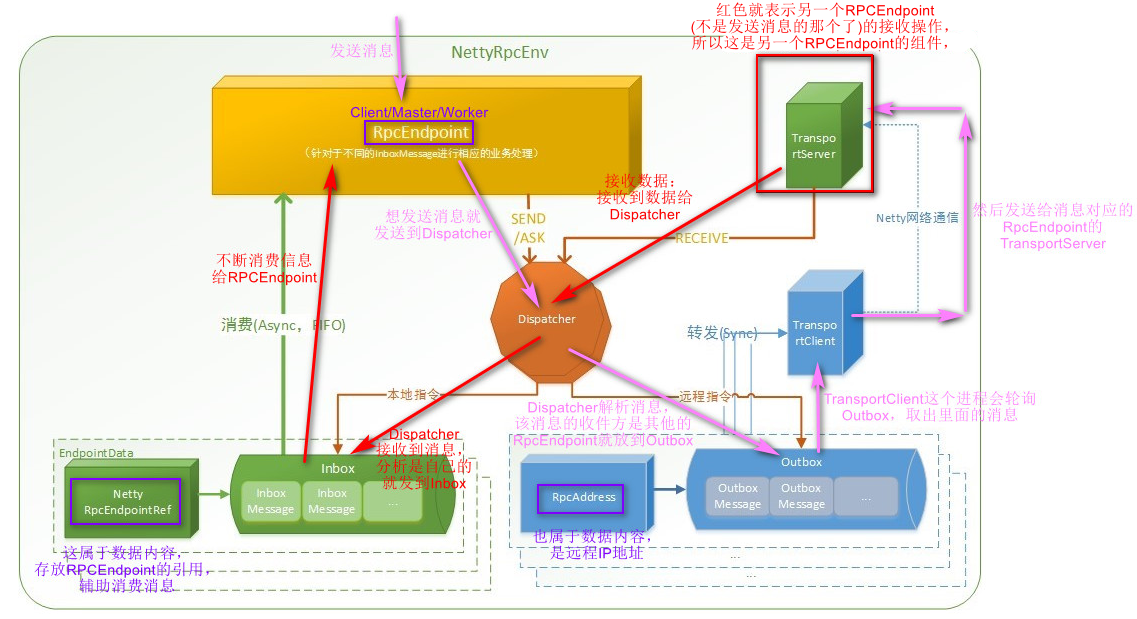 红色就表示另一个RPCEndpoint
(不是发送消息的那个了)的接收操作,
所以这是另一个RPCEndpoint的组件,
发送消息
NettyRpcEnv
Client/Master/Worker
RpcEndpoint
(针对于不同的InboxMessage进行相应的业务处理)
Transpo
rtServer
接收数据:
接收到数据给
Dispatcher
想发送消息就
发送到Dispatcher
SEND
/ASK
RECEIVE
Netty网络通信
然后发送给消息对应的
RpcEndpoint的
TransportServer
不断消费信息
给RPCEndpoint
消费(Async, FIFO)
Dispatcher
转发(Sync)
Transpo
rtClient
本地指令
远程指令
TransportClient这个进程会轮询
Outbox, 取出里面的消息
Dispatcher解析消息,
该消息的收件方是其他的
RpcEndpoint就放到Outbox
Dispatcher
接收到消息,
分析是自己的
就发到Inbox
EndpointData
Netty
RpcEndpointRef
Inbox
Inbox
Message
Inbox
Message
...
RpcAddress
Outbox
Outbox
Message
Outbox
Message
...
这属于数据内容,
存放RPCEndpoint的引用,
辅助消费消息
也属于数据内容,
是远程IP地址
...
...